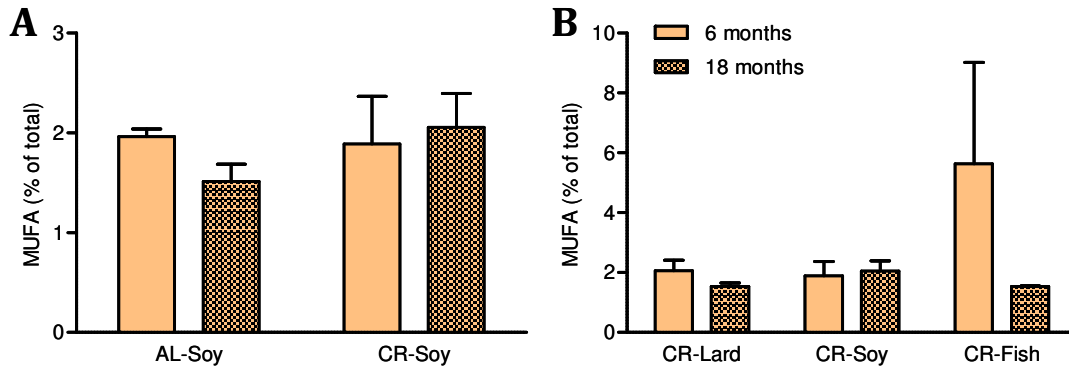 A
MUFA (% of total)
3
2
1
0
AL-Soy CR-Soy
B
6 months
18 months
MUFA (% of total)
10
8
6
4
2
0
CR-Lard CR-Soy CR-Fish